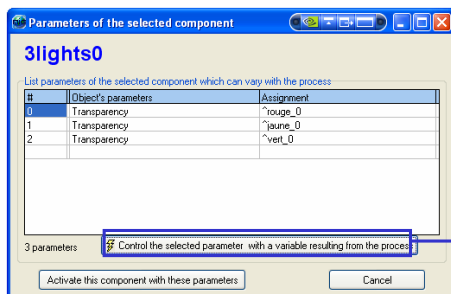 Parameters of the selected component
3lights0
List parameters of the selected component which can vary with the process
# Object's parameters Assignment
0 Transparency ^rouge_0
1 Transparency ^jaune_0
2 Transparency ^vert_0
3 parameters Control the selected parameter with a variable resulting from the process
Activate this component with these parameters Cancel